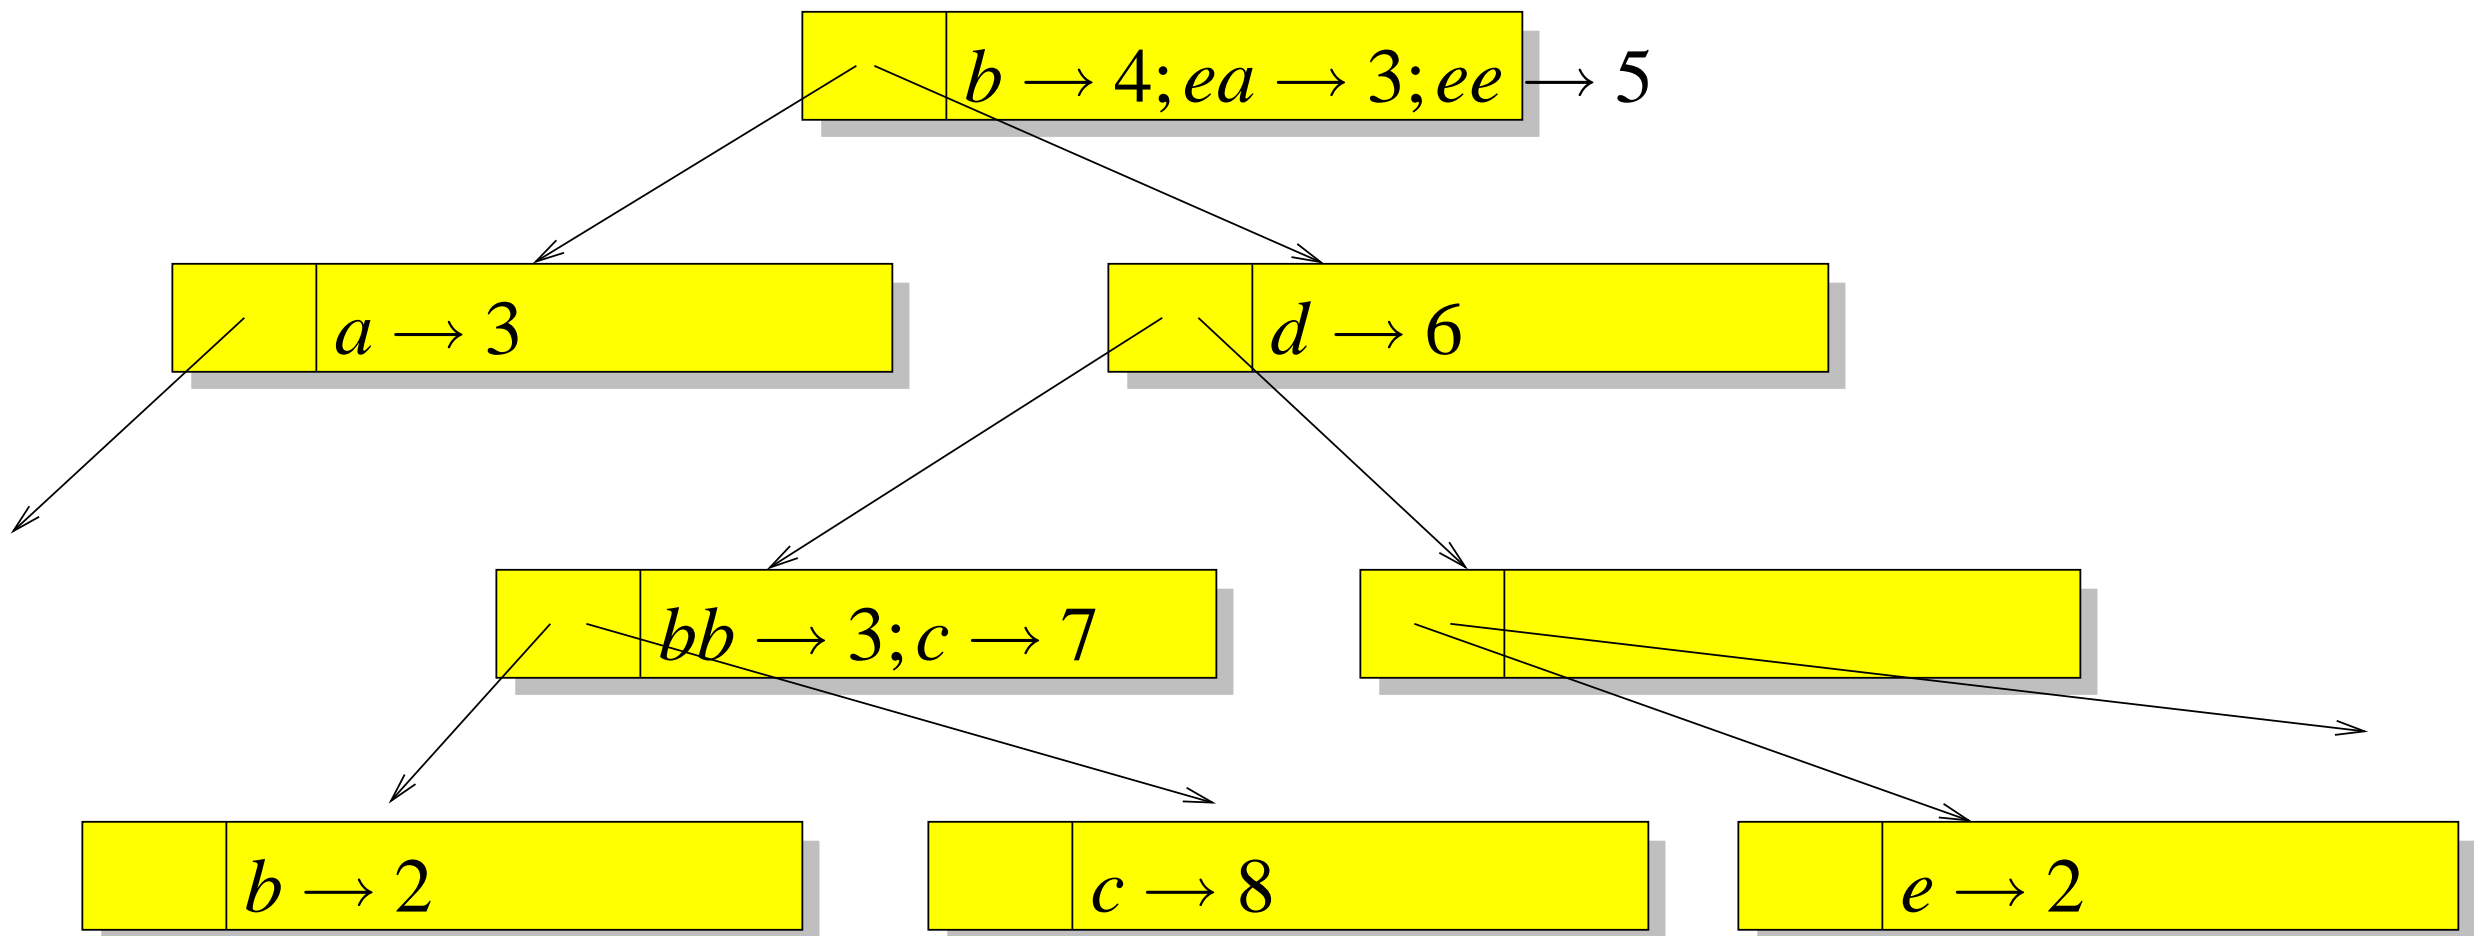 b → 4; ea → 3; ee → 5
a → 3
d → 6
bb → 3; c → 7
b → 2
c → 8
e → 2